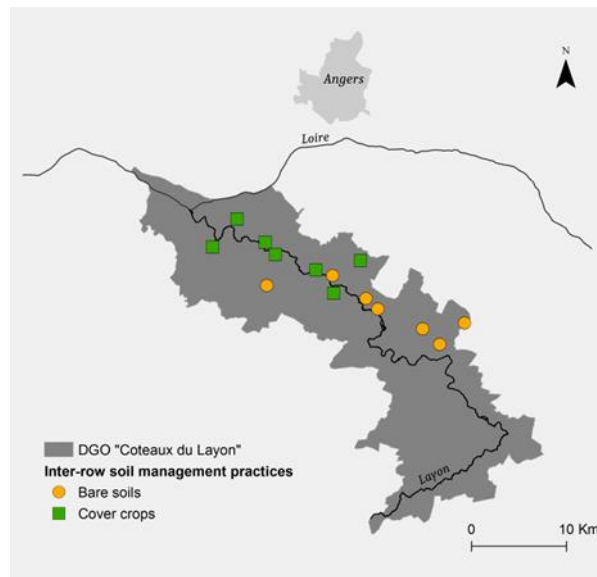 Angers
N
Loire
Layon
DGO "Coteaux du Layon"
Inter-row soil management practices
Bare soils
Cover crops
0 10 Km